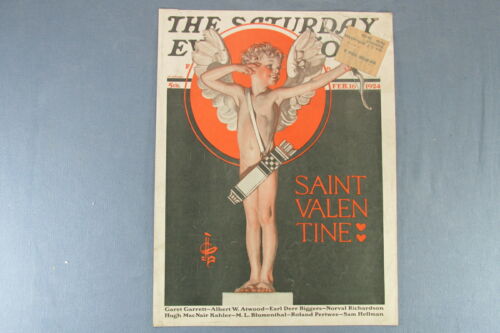 THE SATURDAY
5c.
FEB. 16 1924
SAINT
VALEN
TINE
Garet Garrett—Albert W. Atwood—Earl Derr Biggers—Norval Richardson
Hugh MacNair Kahler—M. L. Blumenthal—Roland Pertwee—Sam Hellman